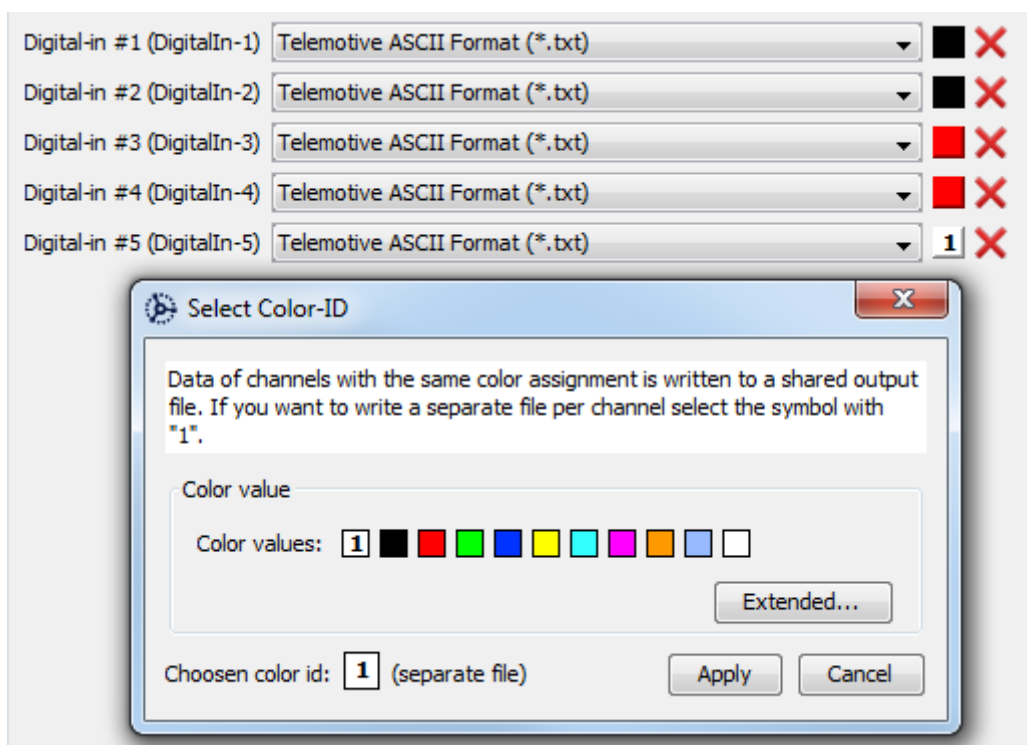 Digital-in #1 (DigitalIn-1) Telemotive ASCII Format (*.txt)
Digital-in #2 (DigitalIn-2) Telemotive ASCII Format (*.txt)
Digital-in #3 (DigitalIn-3) Telemotive ASCII Format (*.txt)
Digital-in #4 (DigitalIn-4) Telemotive ASCII Format (*.txt)
Digital-in #5 (DigitalIn-5) Telemotive ASCII Format (*.txt) 1
Select Color-ID
Data of channels with the same color assignment is written to a shared output
file. If you want to write a separate file per channel select the symbol with
"1".
Color value
Color values: 1
Extended...
Choosen color id: 1 (separate file) Apply Cancel